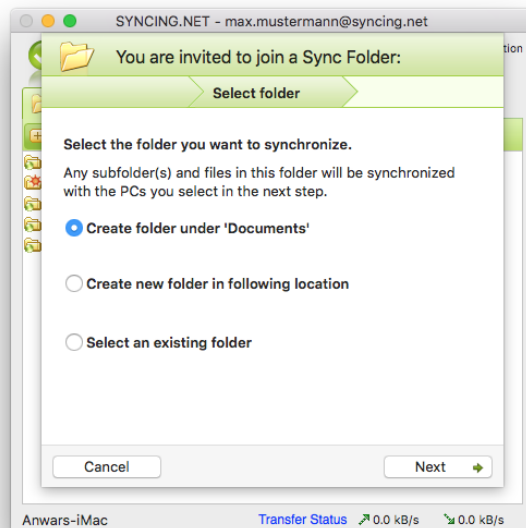 SYNCING.NET - max.mustermann@syncing.net
tion
You are invited to join a Sync Folder:
Select folder
Select the folder you want to synchronize.
Any subfolder(s) and files in this folder will be synchronized
with the PCs you select in the next step.
Create folder under 'Documents'
Create new folder in following location
Select an existing folder
Cancel
Next
Anwars-iMac Transfer Status 0.0 kB/s 0.0 kB/s